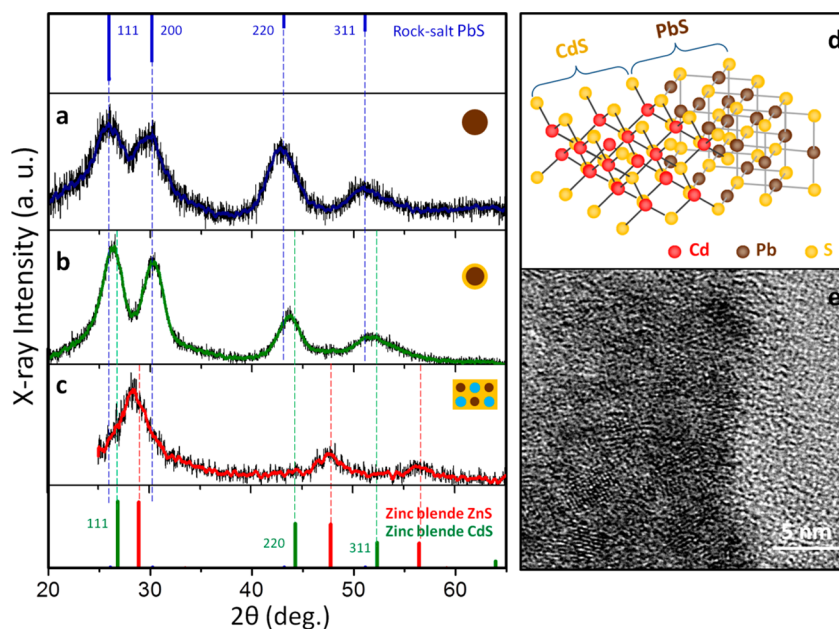 X-ray Intensity (a. u.)
111 200 220 311 Rock-salt PbS
a
b
c
Zinc blende ZnS
Zinc blende CdS
111 220 311
20 30 40 50 60
2θ (deg.)
d
CdS PbS
Cd Pb S
e
5 nm